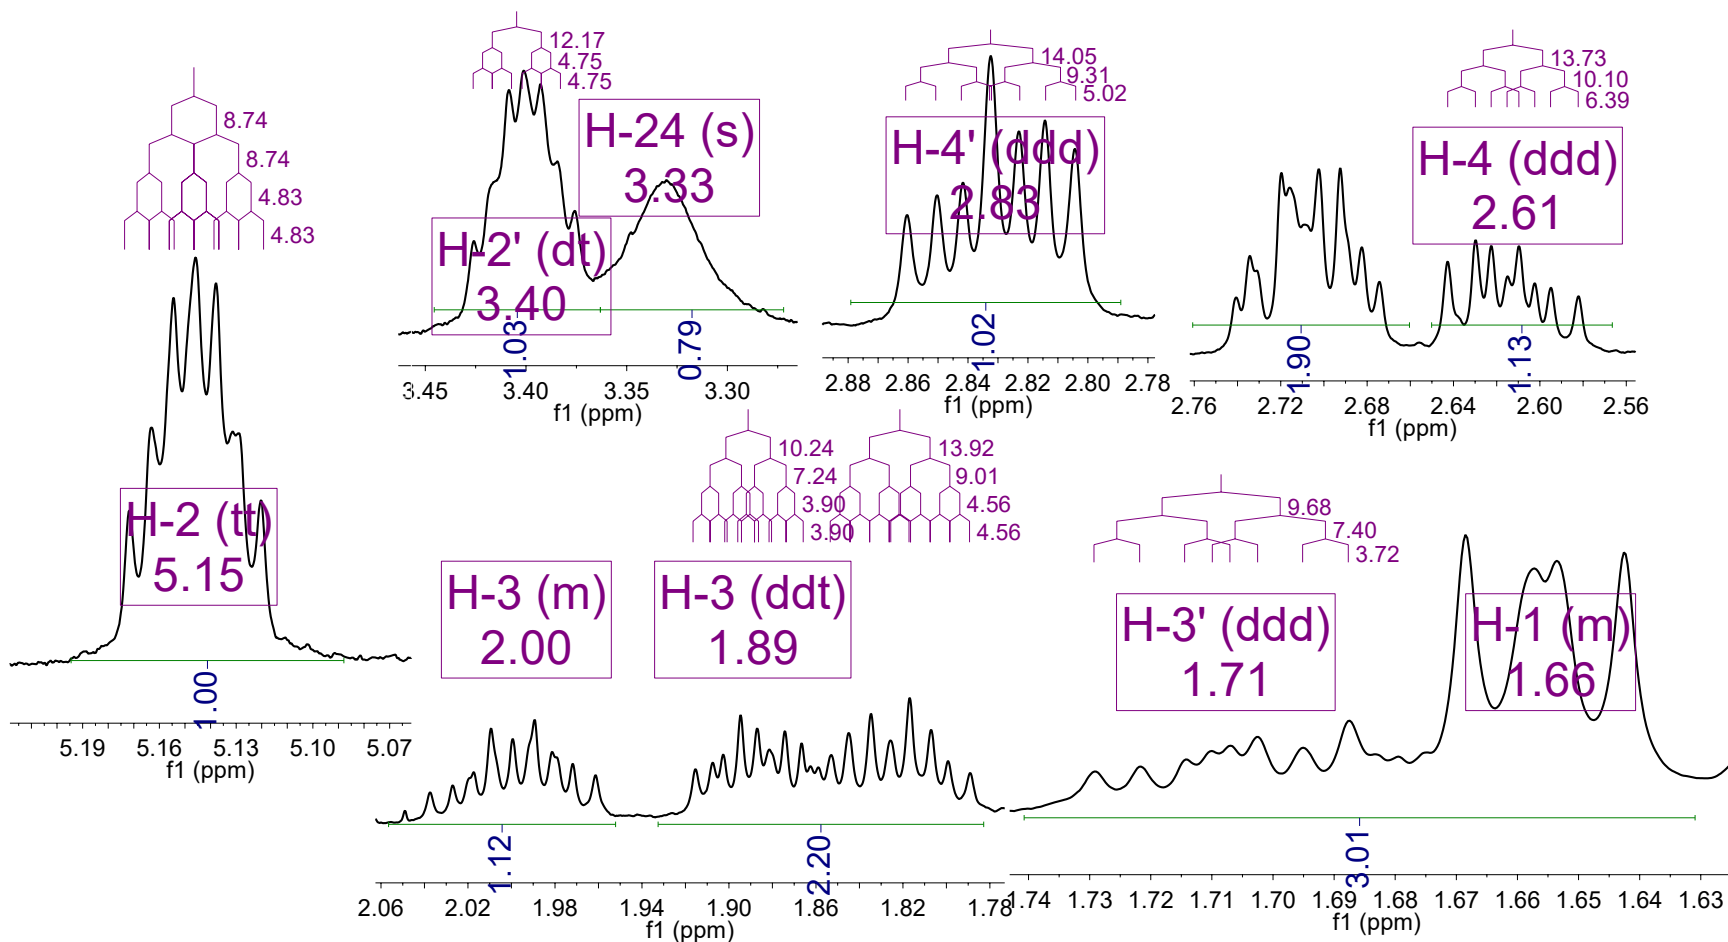 8.74
8.74
4.83
4.83
H-2 (tt)
5.15
1.00
5.19 5.16 5.13 5.10 5.07
f1 (ppm)
12.17
4.75
4.75
H-24 (s)
3.33
H-2' (dt)
3.40
1.03
0.79
3.45 3.40 3.35 3.30
f1 (ppm)
14.05
9.31
5.02
H-4' (ddd)
2.83
1.02
2.88 2.86 2.84 2.82 2.80 2.78
f1 (ppm)
13.73
10.10
6.39
H-4 (ddd)
2.61
1.90
1.13
2.76 2.72 2.68 2.64 2.60 2.56
f1 (ppm)
H-3 (m)
2.00
10.24
7.24
3.90
3.90
13.92
9.01
4.56
4.56
H-3 (ddt)
1.89
1.12
2.20
2.06 2.02 1.98 1.94 1.90 1.86 1.82 1.78
f1 (ppm)
9.68
7.40
3.72
H-3' (ddd)
1.71
H-1 (m)
1.66
3.01
1.74 1.73 1.72 1.71 1.70 1.69 1.68 1.67 1.66 1.65 1.64 1.63
f1 (ppm)